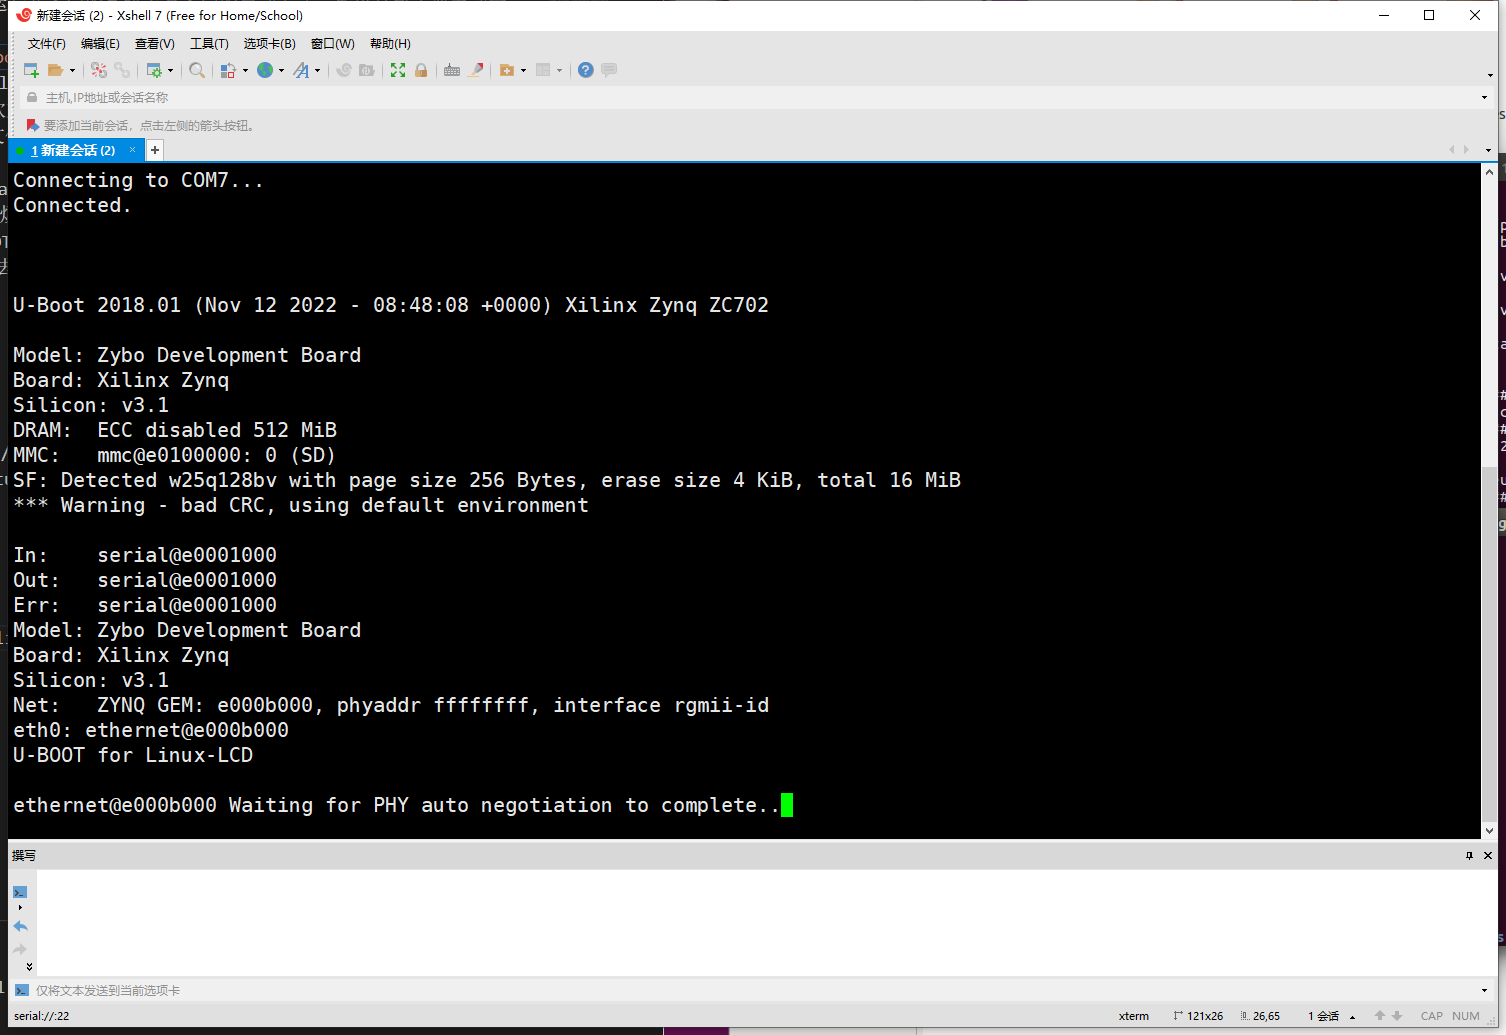 新建会话 (2) - Xshell 7 (Free for Home/School)
文件(F) 编辑(E) 查看(V) 工具(T) 选项卡(B) 窗口(W) 帮助(H)
主机,IP地址或会话名称
要添加当前会话，点击左侧的箭头按钮。
1 新建会话 (2) × +
Connecting to COM7...
Connected.
U-Boot 2018.01 (Nov 12 2022 - 08:48:08 +0000) Xilinx Zynq ZC702
Model: Zybo Development Board
Board: Xilinx Zynq
Silicon: v3.1
DRAM:  ECC disabled 512 MiB
MMC:   mmc@e0100000: 0 (SD)
SF: Detected w25q128bv with page size 256 Bytes, erase size 4 KiB, total 16 MiB
*** Warning - bad CRC, using default environment
In:    serial@e0001000
Out:   serial@e0001000
Err:   serial@e0001000
Model: Zybo Development Board
Board: Xilinx Zynq
Silicon: v3.1
Net:   ZYNQ GEM: e000b000, phyaddr ffffffff, interface rgmii-id
eth0: ethernet@e000b000
U-BOOT for Linux-LCD
ethernet@e000b000 Waiting for PHY auto negotiation to complete..
撰写
仅将文本发送到当前选项卡
serial://:22 xterm 121x26 26,65 1 会话 CAP NUM